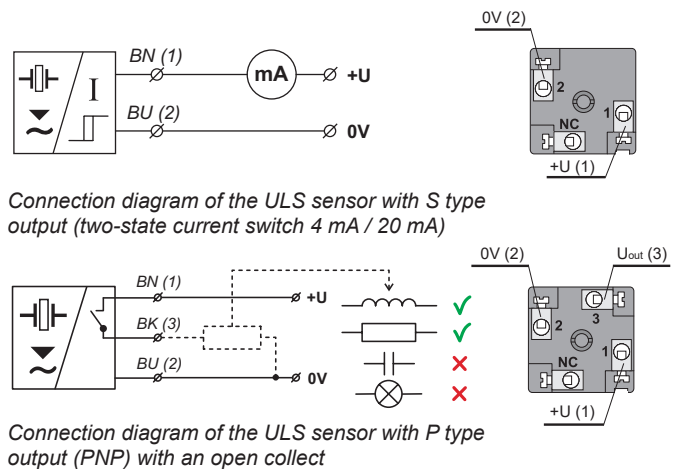 0V (2)
BN (1)
mA
+U
I
BU (2)
0V
2
1
NC
+U (1)
Connection diagram of the ULS sensor with S type
output (two-state current switch 4 mA / 20 mA)
0V (2)
Uout (3)
BN (1)
+U
BK (3)
BU (2)
0V
3
2
1
NC
+U (1)
Connection diagram of the ULS sensor with P type
output (PNP) with an open collect